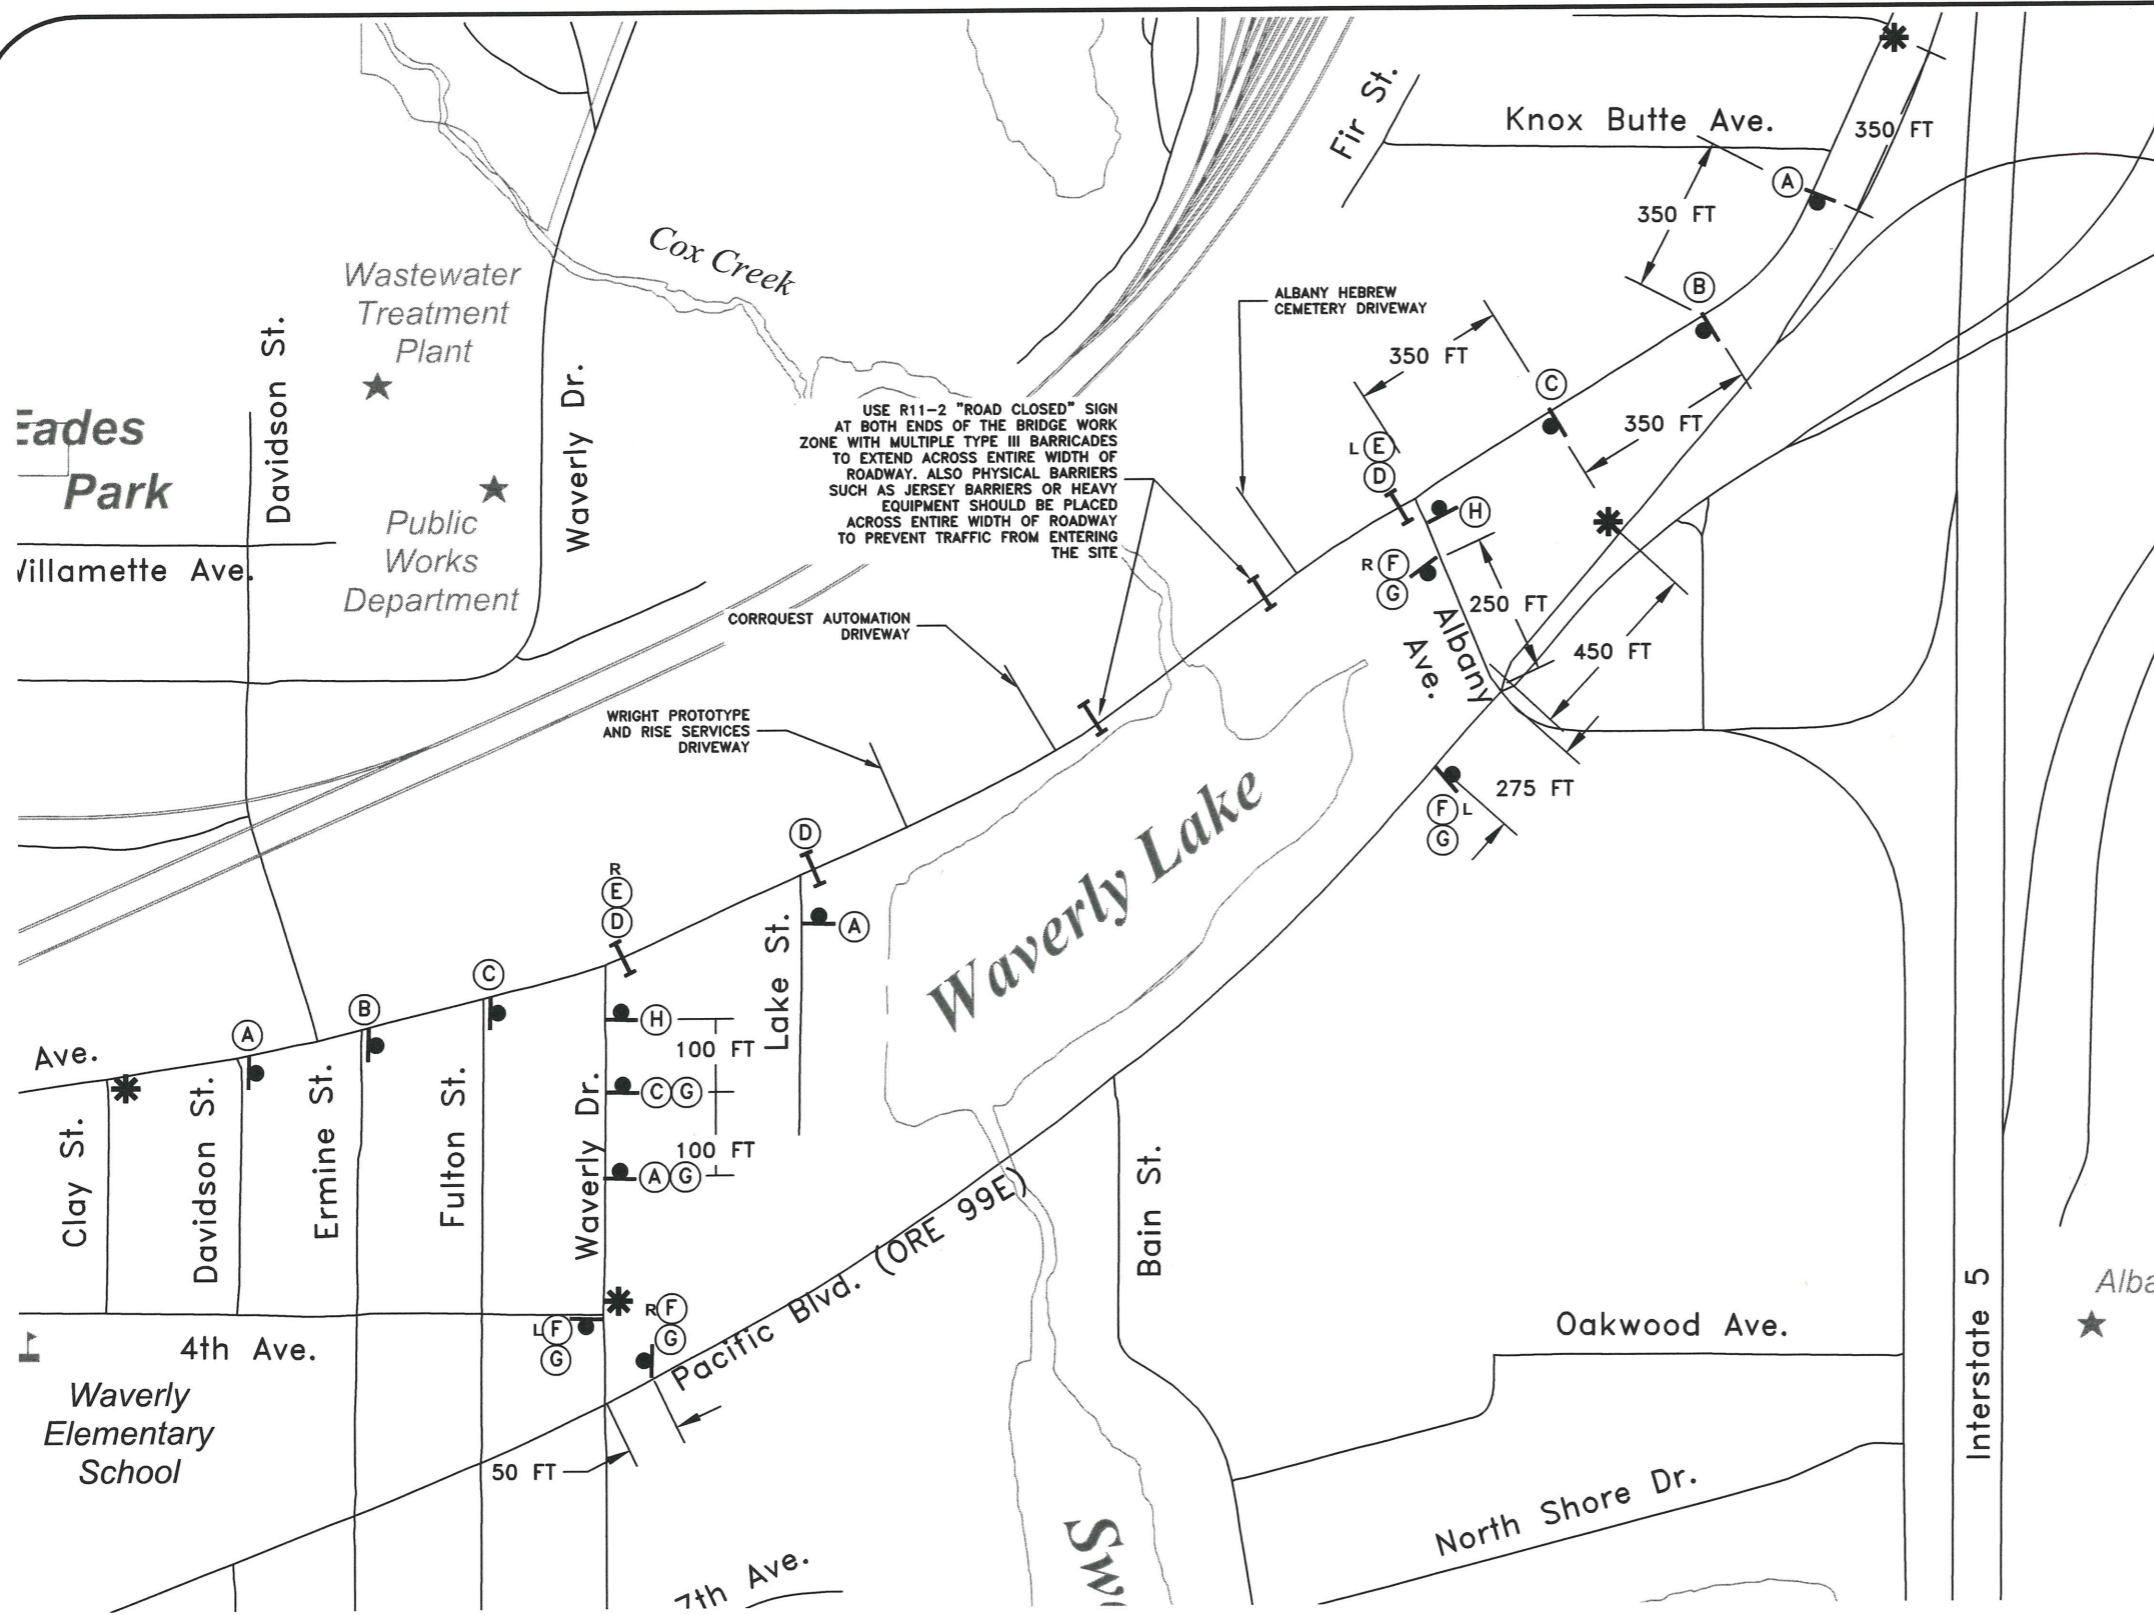 Knox Butte Ave.
Fir St.
350 FT
A
350 FT
B
Cox Creek
Wastewater
Treatment
Plant
ALBANY HEBREW
CEMETERY DRIVEWAY
350 FT
C
350 FT
Davidson St.
Waverly Dr.
Eades
Park
USE R11-2 "ROAD CLOSED" SIGN
AT BOTH ENDS OF THE BRIDGE WORK
ZONE WITH MULTIPLE TYPE III BARRICADES
TO EXTEND ACROSS ENTIRE WIDTH OF
ROADWAY. ALSO PHYSICAL BARRIERS
SUCH AS JERSEY BARRIERS OR HEAVY
EQUIPMENT SHOULD BE PLACED
ACROSS ENTIRE WIDTH OF ROADWAY
TO PREVENT TRAFFIC FROM ENTERING
THE SITE
L E
D
H
Public
Works
Department
Willamette Ave.
R F
G
250 FT
Albany
Ave.
450 FT
CORRQUEST AUTOMATION
DRIVEWAY
WRIGHT PROTOTYPE
AND RISE SERVICES
DRIVEWAY
275 FT
F L
G
Waverly Lake
D
R
E
D
Lake St.
A
C
B
A
Ave.
H
100 FT
C G
100 FT
A G
Clay St.
Davidson St.
Ermine St.
Fulton St.
Waverly Dr.
Bain St.
Pacific Blvd. (ORE 99E)
R F
G
L F
G
4th Ave.
Waverly
Elementary
School
50 FT
Oakwood Ave.
Interstate 5
Alba
North Shore Dr.
7th Ave.
Swe